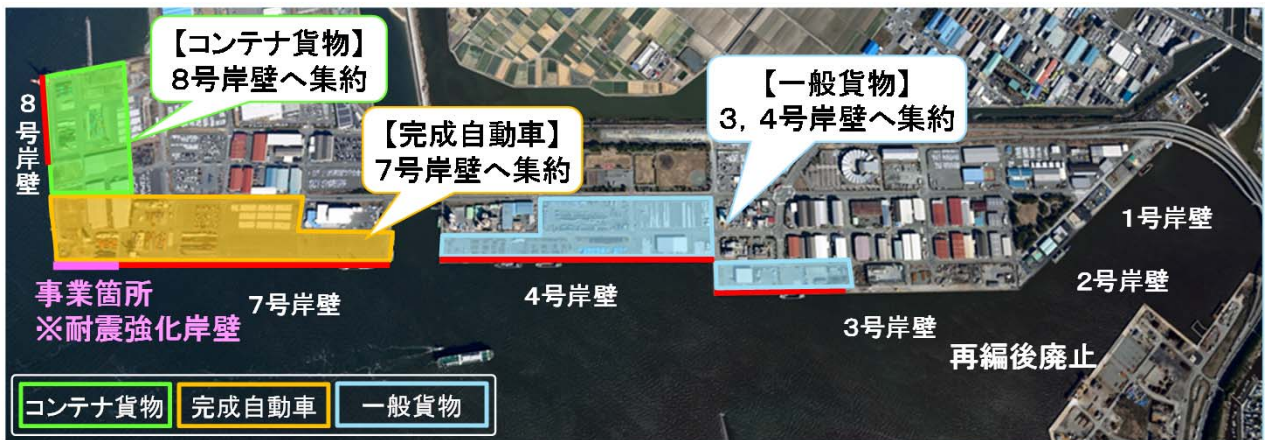 【コンテナ貨物】
8号岸壁へ集約
【完成自動車】
7号岸壁へ集約
【一般貨物】
3，4号岸壁へ集約
8号岸壁
事業箇所
※耐震強化岸壁
7号岸壁
4号岸壁
3号岸壁
2号岸壁
1号岸壁
再編後廃止
コンテナ貨物
完成自動車
一般貨物